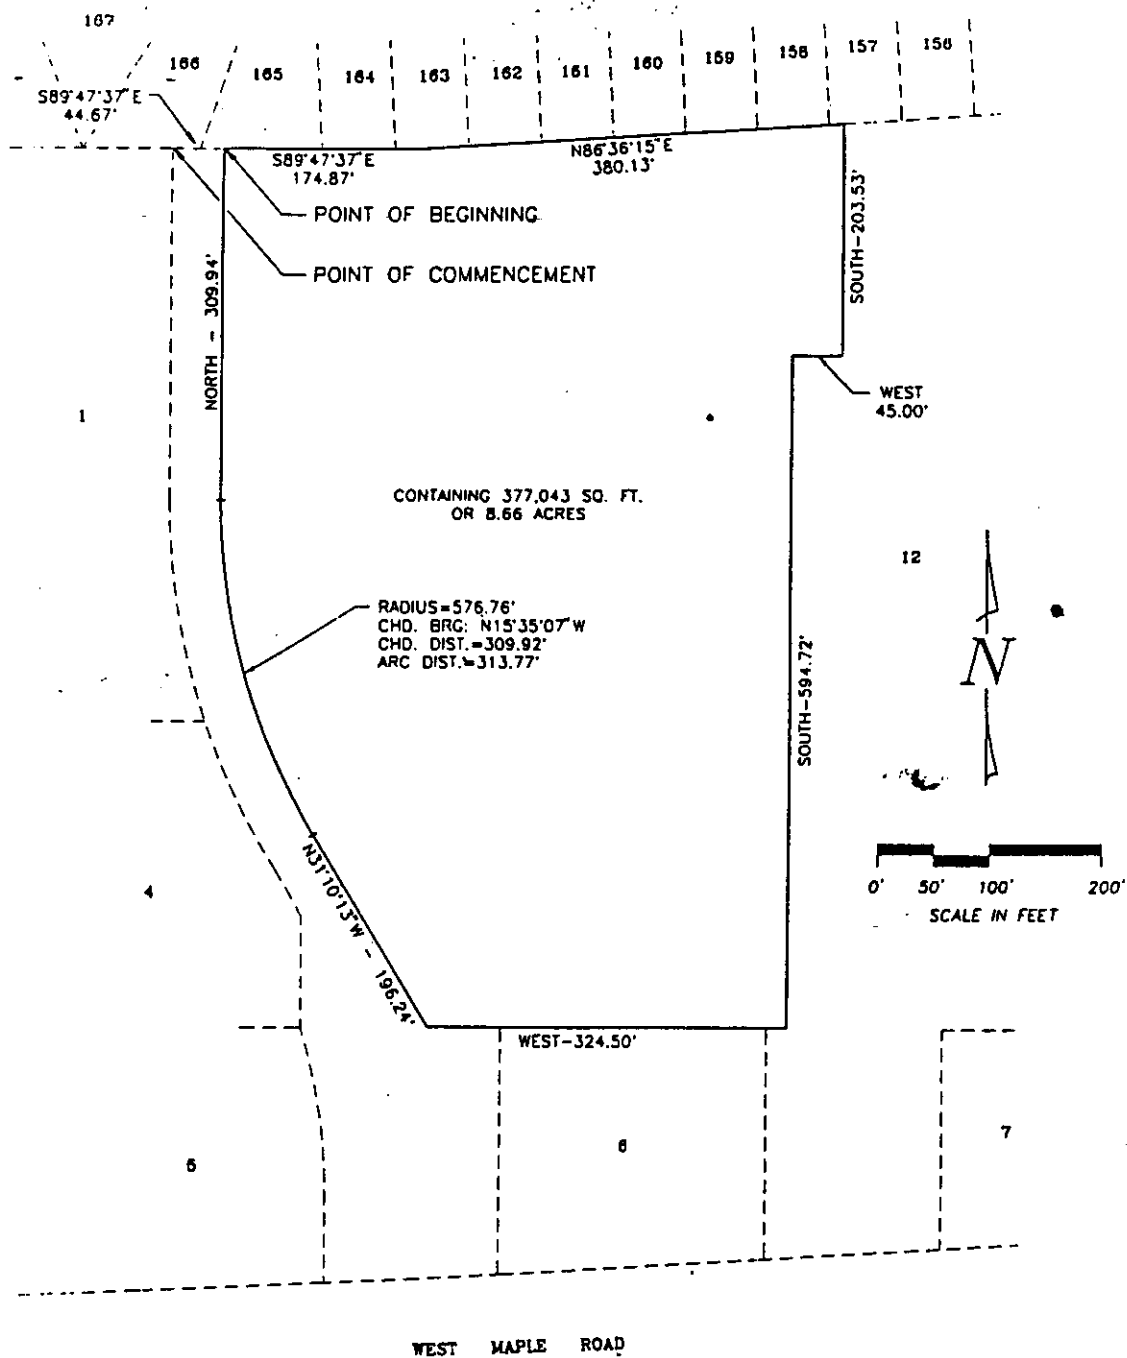 167
166
165
164
163
162
161
160
159
158
157
156
S89°47'37"E
44.67'
S89°47'37"E
174.87'
N86°36'15"E
380.13'
POINT OF BEGINNING
POINT OF COMMENCEMENT
NORTH - 309.94'
SOUTH-203.53'
WEST
45.00'
1
CONTAINING 377,043 SQ. FT.
OR 8.66 ACRES
12
RADIUS=576.76'
CHD. BRG: N15°35'07"W
CHD. DIST.=309.92'
ARC DIST.=313.77'
N
SOUTH-594.72'
0' 50' 100' 200'
SCALE IN FEET
4
N31°10'13"W - 196.24'
WEST-324.50'
5
6
7
WEST MAPLE ROAD